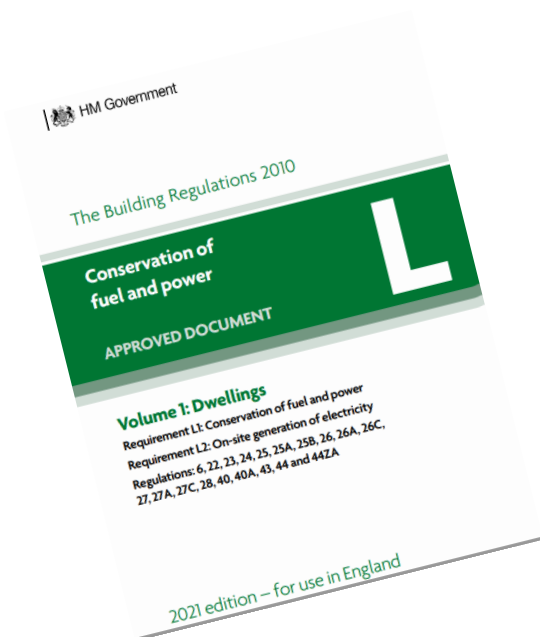 HM Government
The Building Regulations 2010
Conservation of
fuel and power
L
APPROVED DOCUMENT
Volume 1: Dwellings
Requirement L1: Conservation of fuel and power
Requirement L2: On-site generation of electricity
Regulations: 6, 22, 23, 24, 25, 25A, 25B, 26, 26A, 26C,
27, 27A, 27C, 28, 40, 40A, 43, 44 and 44ZA
2021 edition – for use in England